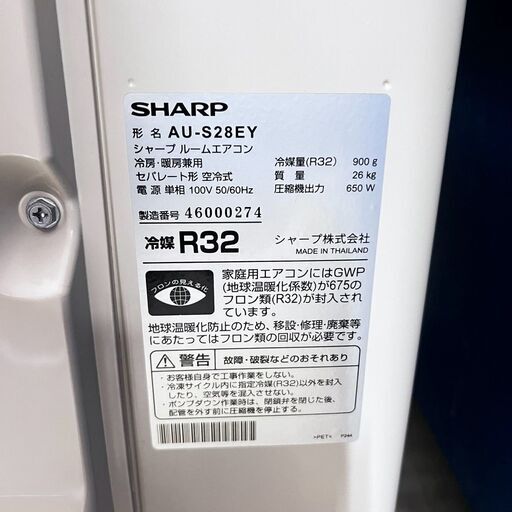 SHARP
形 名 AU-S28EY
シャープ ルームエアコン
冷房・暖房兼用
セパレート形 空冷式
電 源 単相 100V 50/60Hz
冷媒量(R32) 900 g
質 量 26 kg
圧縮機出力 650 W
製造番号 46000274
冷媒 R32
シャープ株式会社
MADE IN THAILAND
フロンの見える化
家庭用エアコンにはGWP
(地球温暖化係数)が675の
フロン類(R32)が封入され
ています。
地球温暖化防止のため、移設・修理・廃棄等
にあたってはフロン類の回収が必要です。
警告 故障・破裂などのおそれあり
・お客様自身で工事作業をしない。
・冷凍サイクル内に指定冷媒(R32)以外を封入
したり、空気等を混入させない。
・ポンプダウン作業時は、閉鎖弁を閉じた後、
配管を外す前に圧縮機を停止する。
>PET<